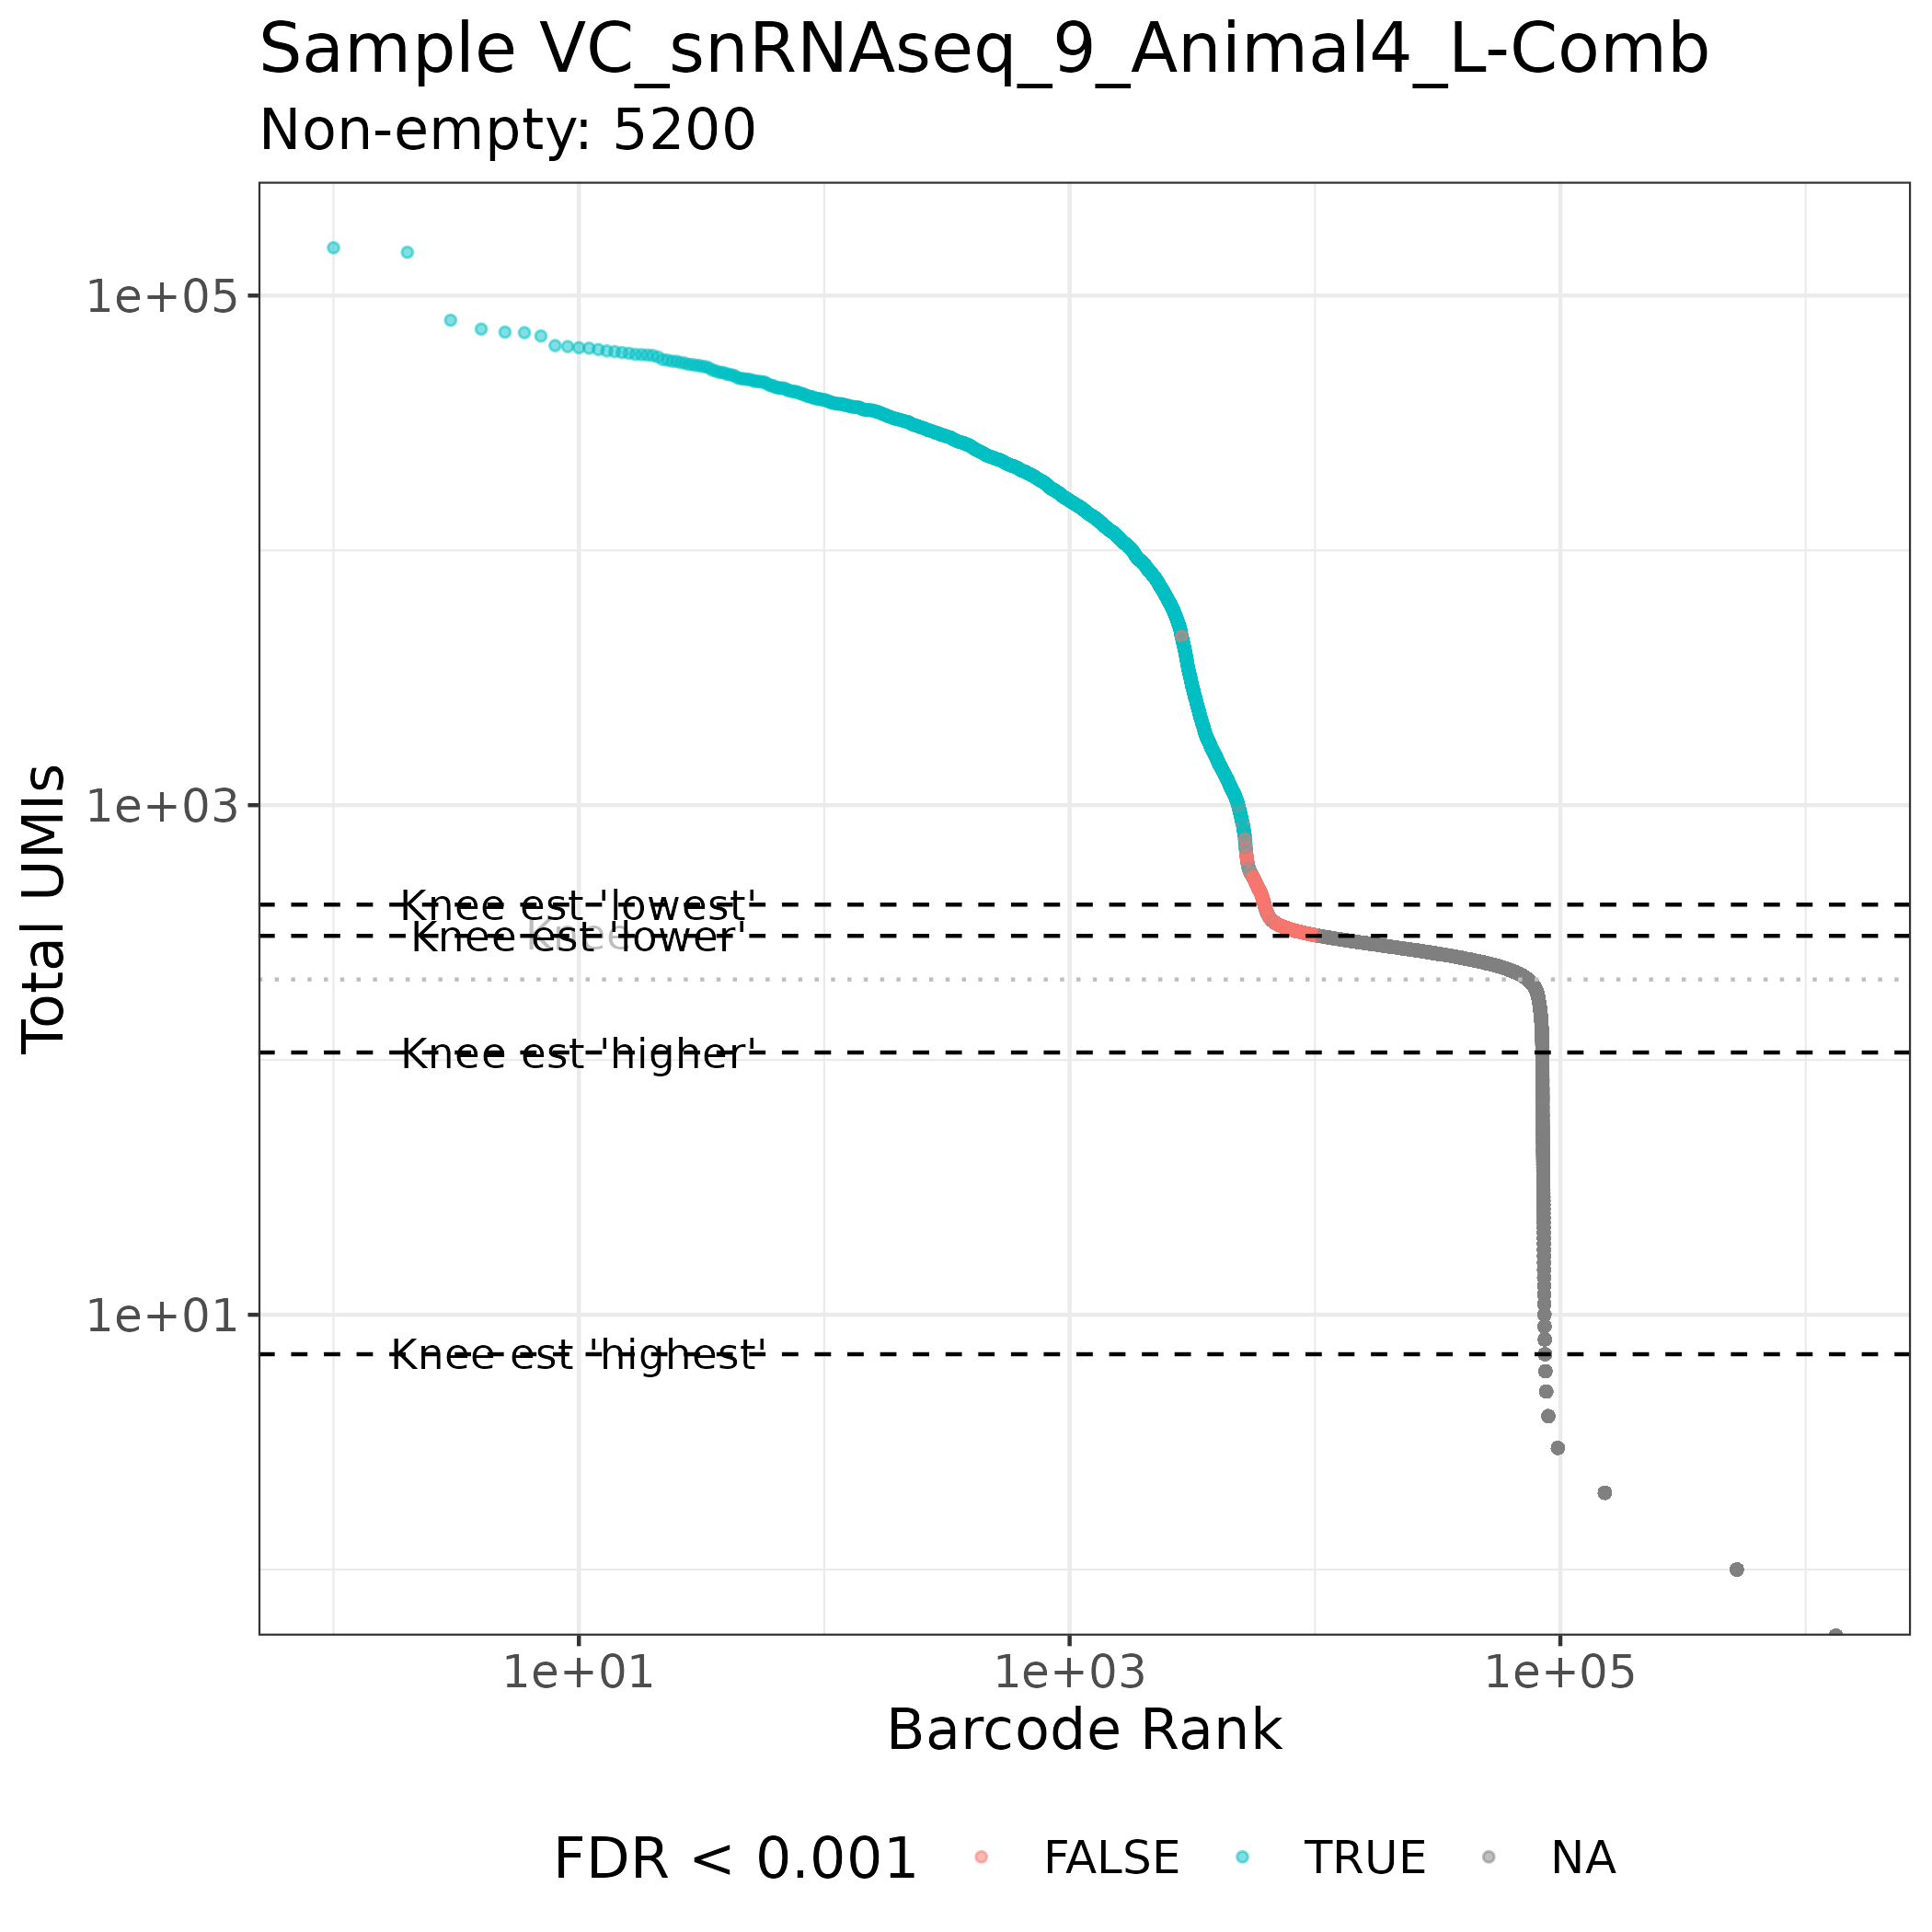 Sample VC_snRNAseq_9_Animal4_L-Comb
Non-empty: 5200
Total UMIs
1e+05
1e+03
1e+01
Knee est 'lowest'
Knee
Knee est 'lower'
Knee est 'higher'
Knee est 'highest'
1e+01 1e+03 1e+05
Barcode Rank
FDR < 0.001 FALSE TRUE NA